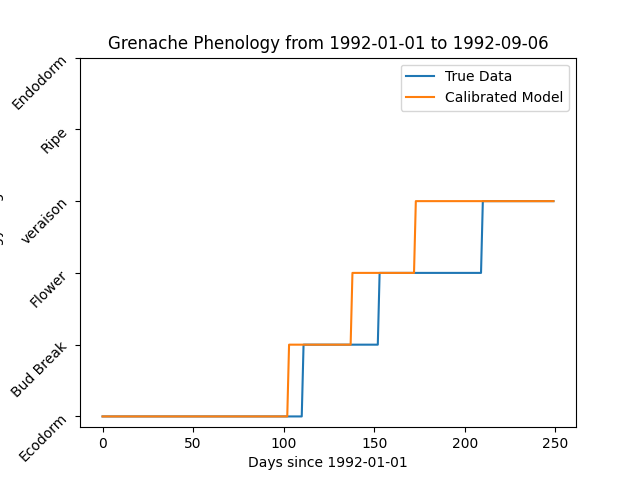 Grenache Phenology from 1992-01-01 to 1992-09-06
True Data
Calibrated Model
Endodorm
Ripe
veraison
Flower
Bud Break
Ecodorm
0 50 100 150 200 250
Days since 1992-01-01